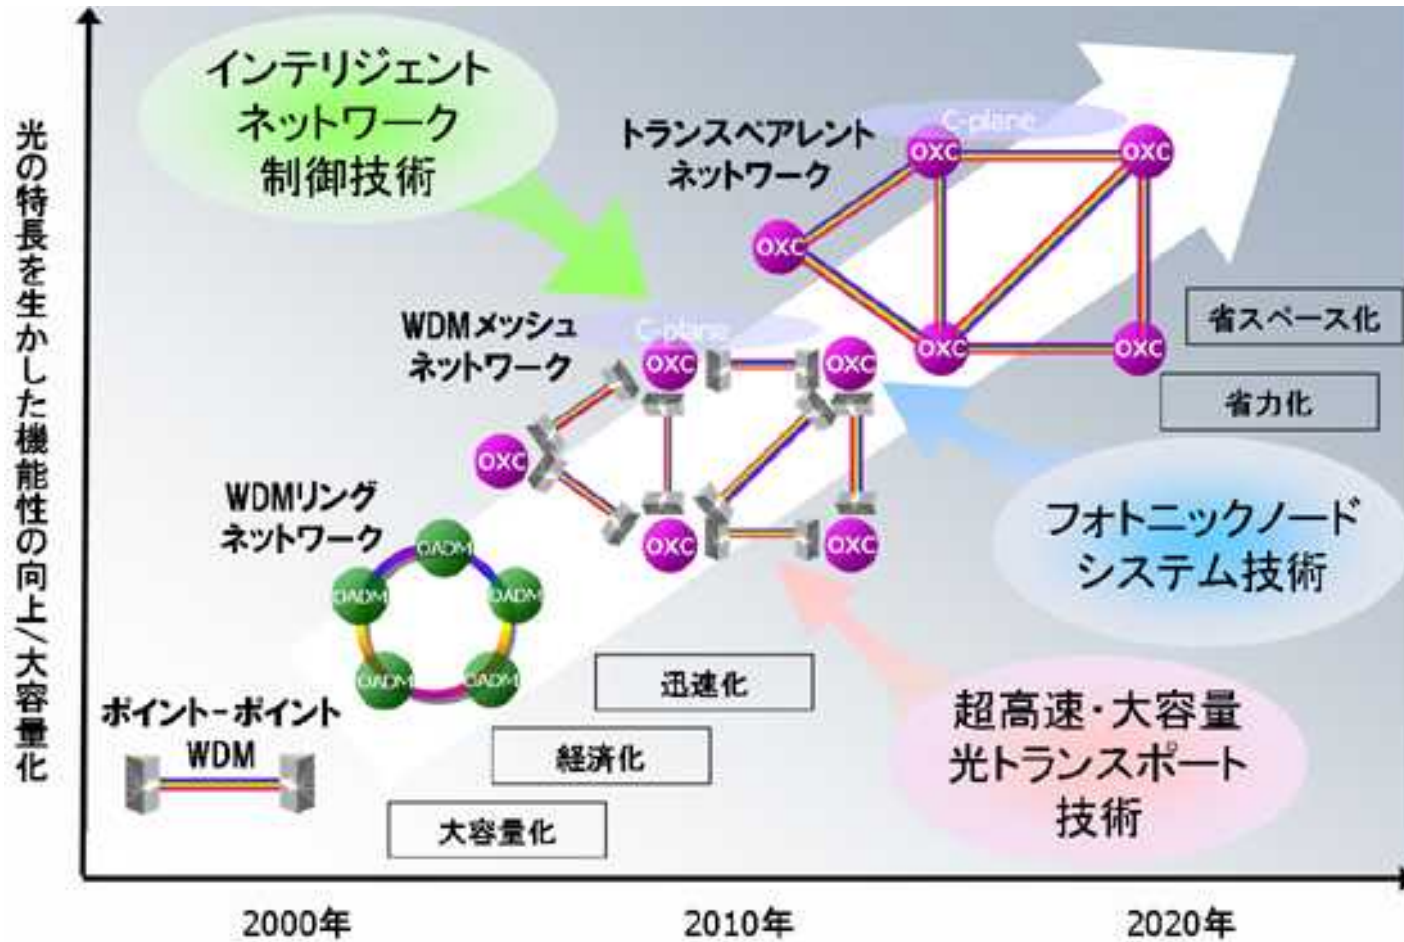 光の特長を生かした機能性の向上/大容量化
インテリジェント
ネットワーク
制御技術
トランスペアレント
ネットワーク
C-plane
OXC
OXC
OXC
OXC
OXC
省スペース化
省力化
WDMメッシュ
ネットワーク
C-plane
OXC
OXC
OXC
OXC
OXC
フォトニックノード
システム技術
WDMリング
ネットワーク
OADM
OADM
OADM
OADM
OADM
迅速化
経済化
大容量化
超高速・大容量
光トランスポート
技術
ポイント-ポイント
WDM
2000年
2010年
2020年